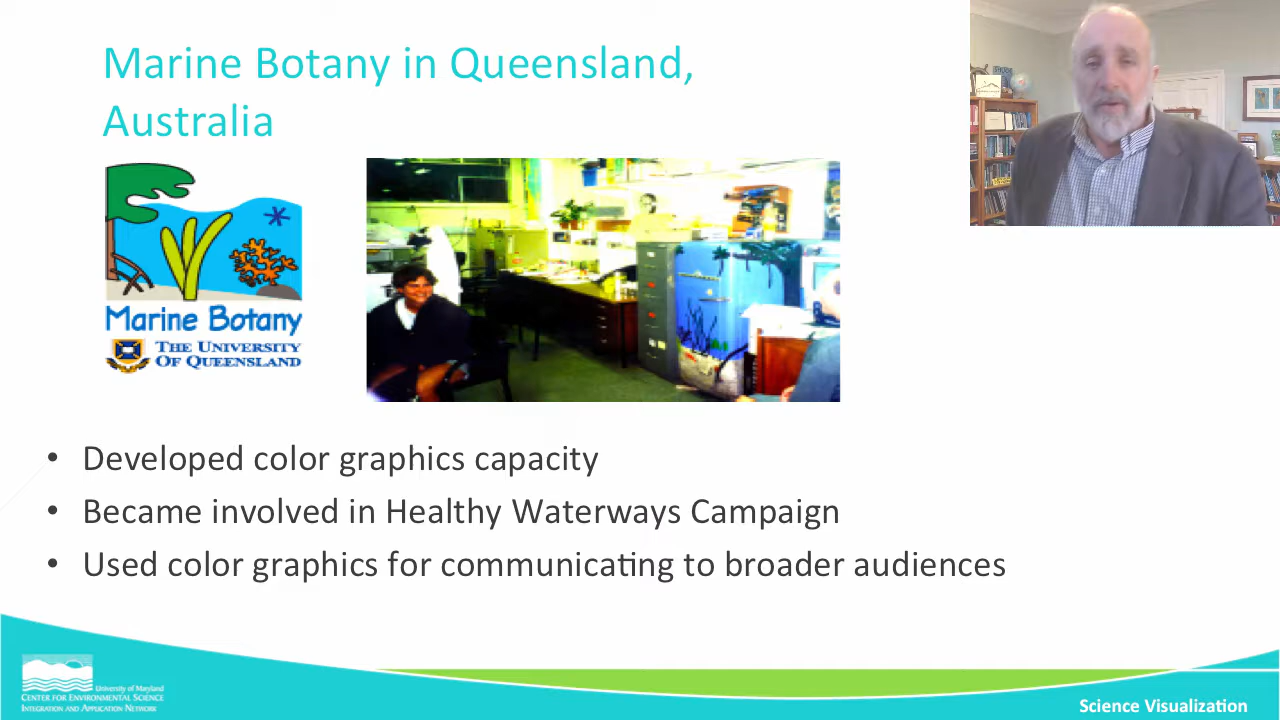 Marine Botany in Queensland,
Australia
Marine Botany
THE UNIVERSITY
OF QUEENSLAND
• Developed color graphics capacity
• Became involved in Healthy Waterways Campaign
• Used color graphics for communicating to broader audiences
University of Maryland
CENTER FOR ENVIRONMENTAL SCIENCE
INTEGRATION AND APPLICATION NETWORK
Science Visualization